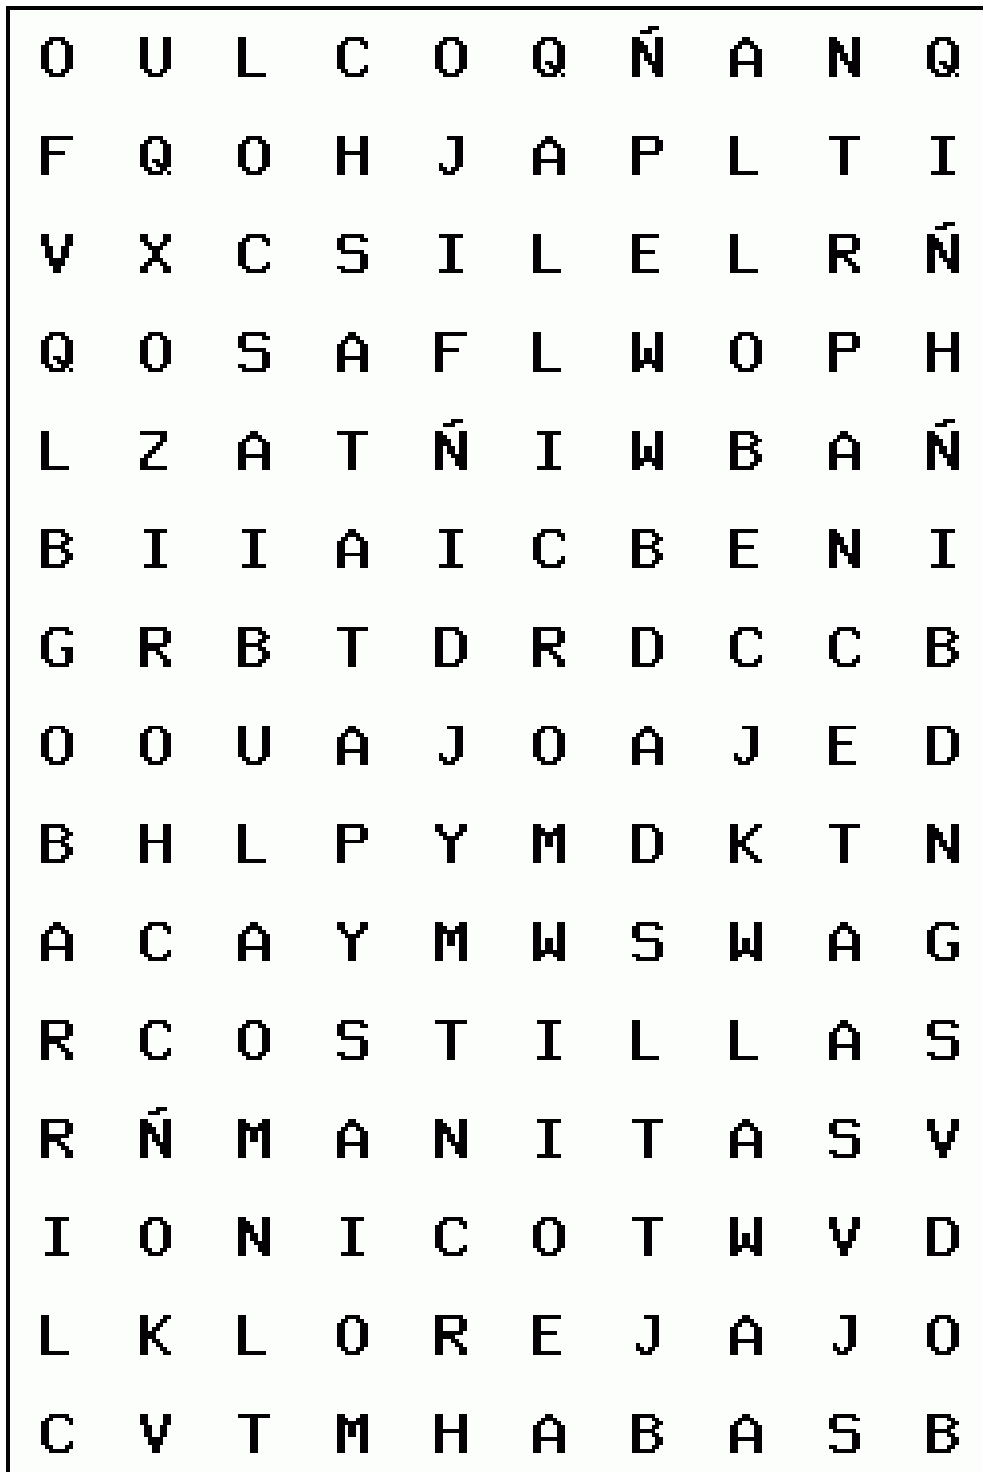 O U L C O Q Ñ A N Q
F Q O H J A P L T I
V X C S I L E L R Ñ
Q O S A F L W O P H
L Z A T Ñ I W B A Ñ
B I I A I C B E N I
G R B T D R D C C B
O O U A J O A J E D
B H L P Y M D K T N
A C A Y M W S W A G
R C O S T I L L A S
R Ñ M A N I T A S V
I O N I C O T W V D
L K L O R E J A J O
C V T M H A B A S B